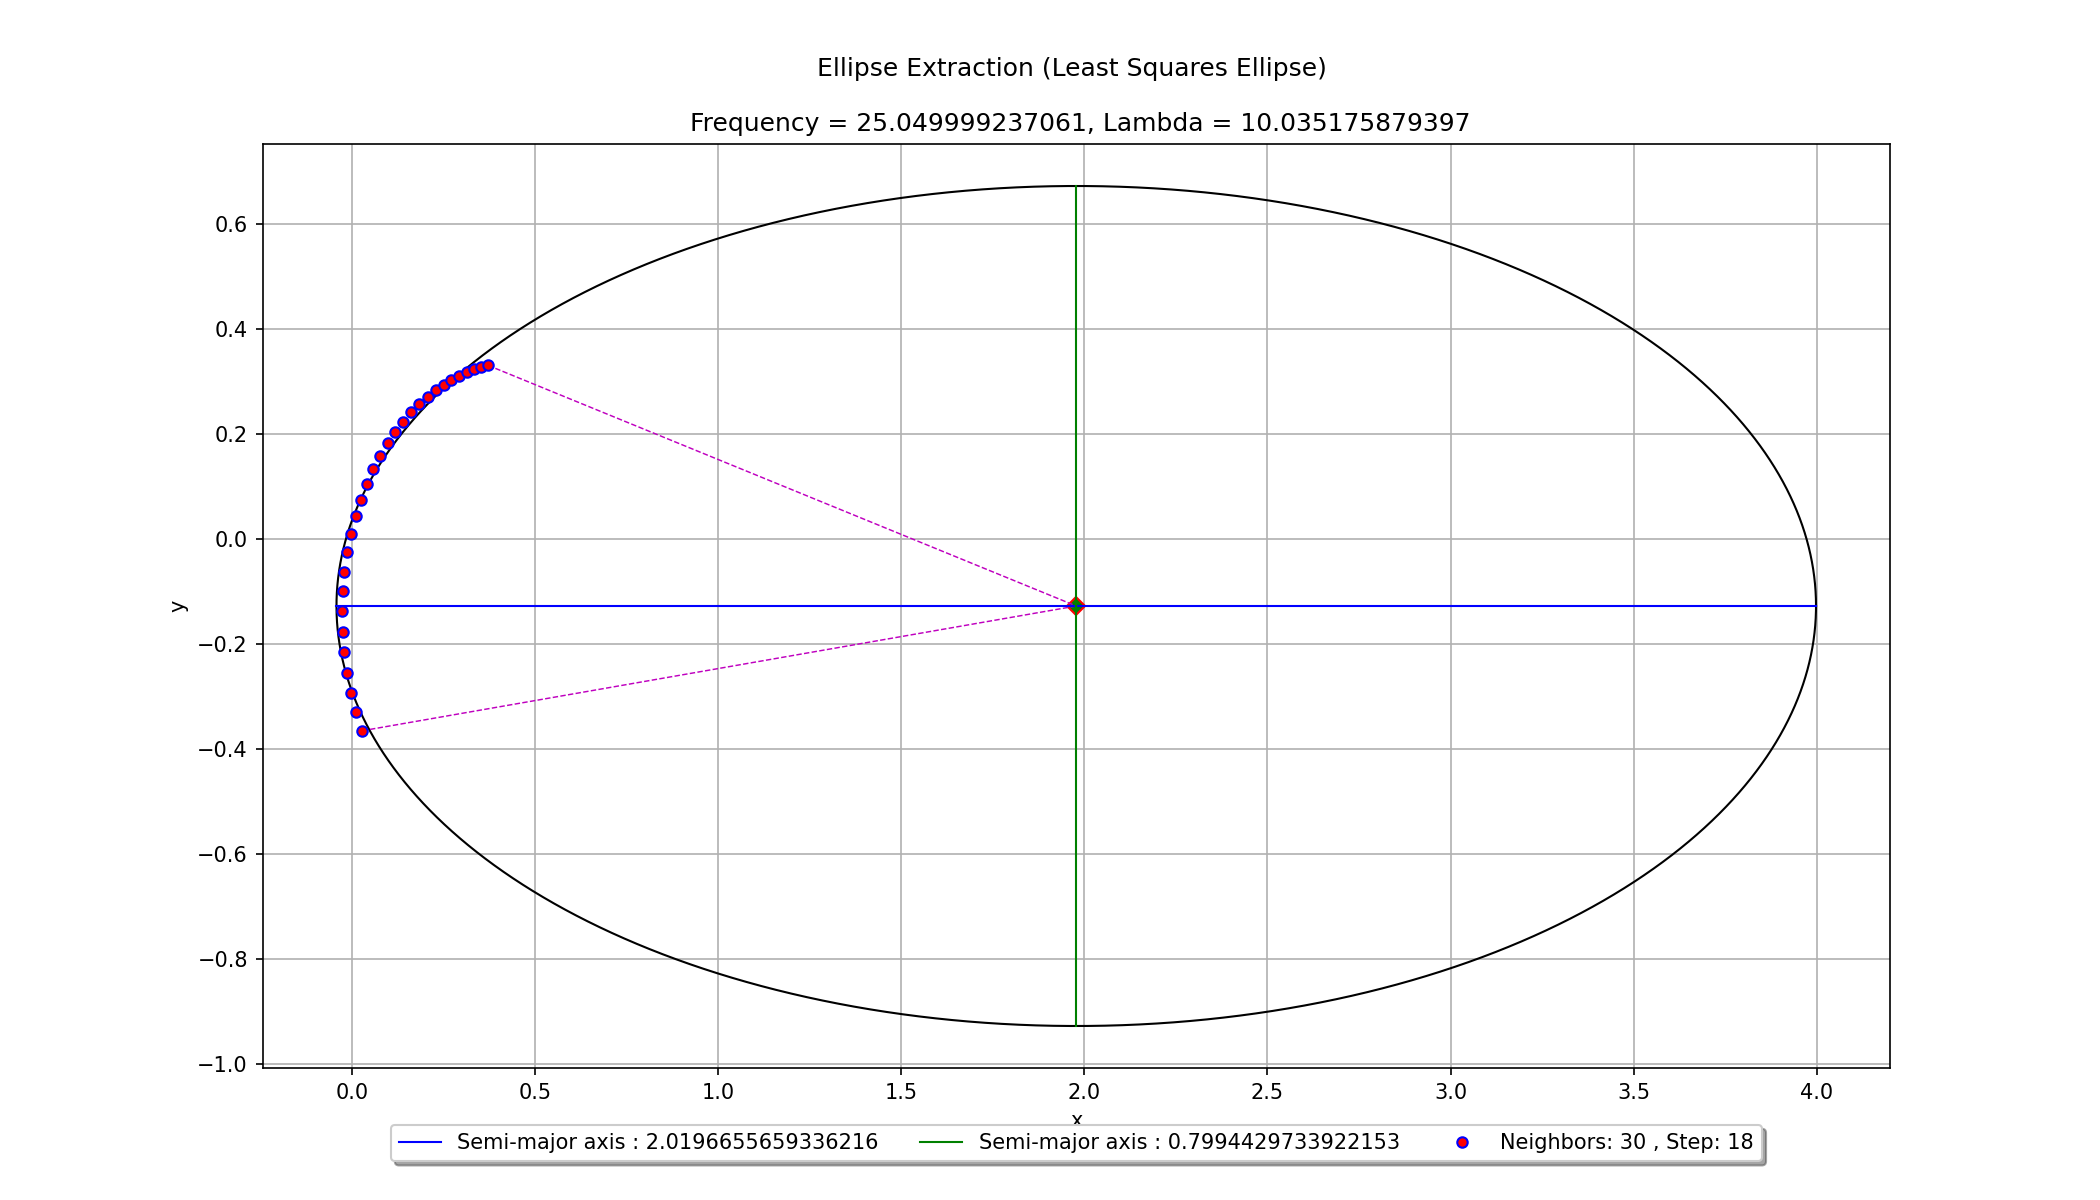 Ellipse Extraction (Least Squares Ellipse)
Frequency = 25.049999237061, Lambda = 10.035175879397
0.6
0.4
0.2
0.0
−0.2
−0.4
−0.6
−0.8
−1.0
y
0.0 0.5 1.0 1.5 2.0 2.5 3.0 3.5 4.0
x
Semi-major axis : 2.0196655659336216 Semi-major axis : 0.7994429733922153 Neighbors: 30 , Step: 18